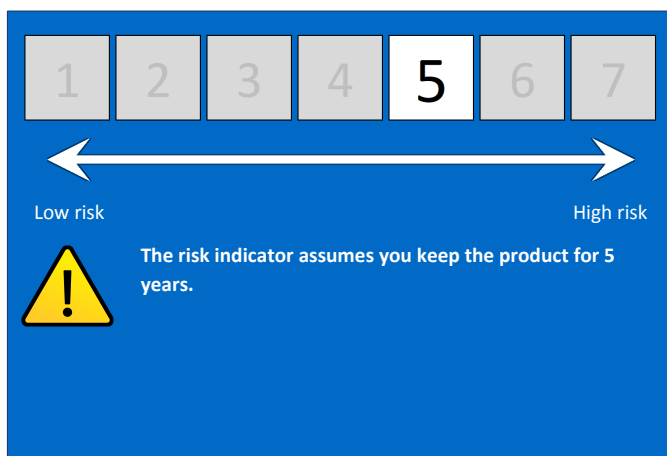 1 2 3 4 5 6 7
Low risk High risk
The risk indicator assumes you keep the product for 5
years.